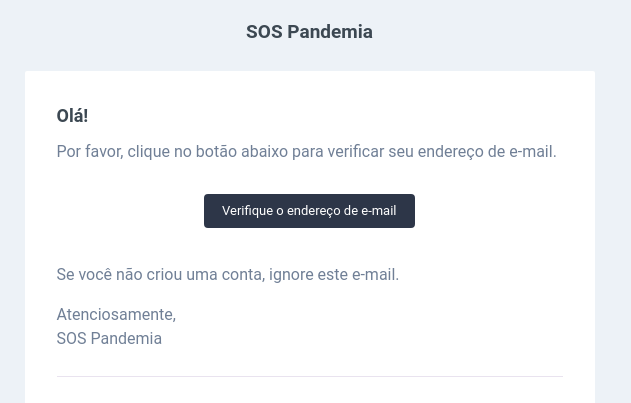 SOS Pandemia
Olá!
Por favor, clique no botão abaixo para verificar seu endereço de e-mail.
Verifique o endereço de e-mail
Se você não criou uma conta, ignore este e-mail.
Atenciosamente,
SOS Pandemia